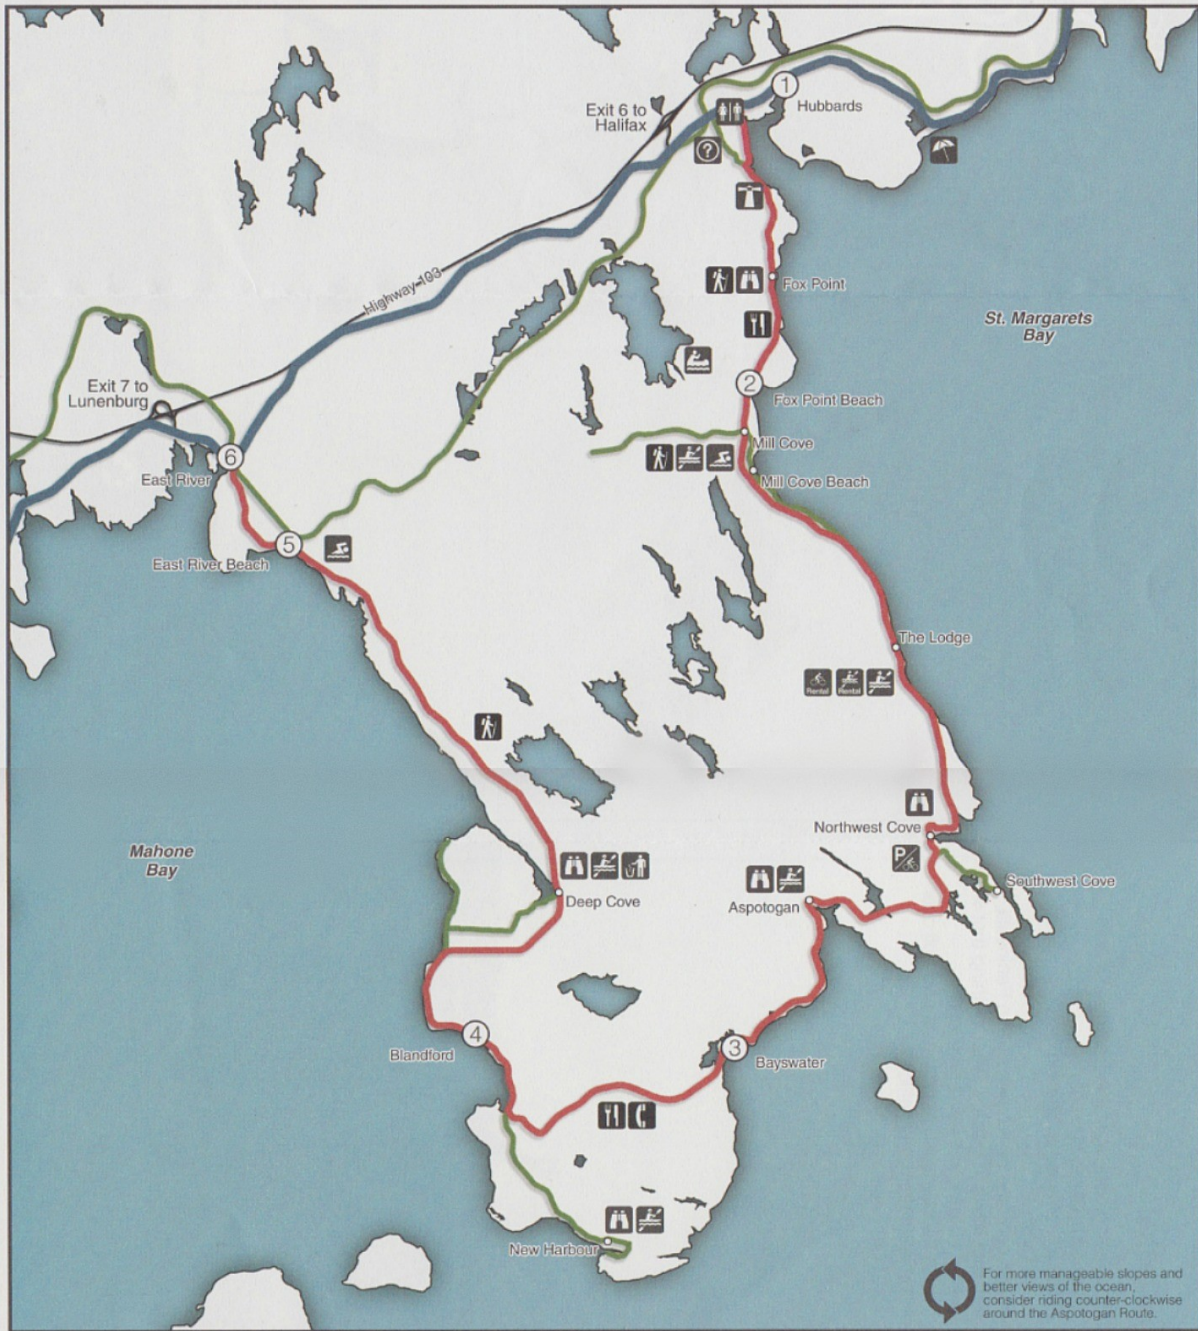 1
Hubbards
Exit 6 to
Halifax
?
Highway 103
Fox Point
St. Margarets
Bay
Exit 7 to
Lunenburg
2
Fox Point Beach
Mill Cove
6
East River
Mill Cove Beach
5
East River Beach
The Lodge
Rental
Rental
Northwest Cove
P
Mahone
Bay
Southwest Cove
Deep Cove
Aspotogan
4
Blandford
3
Bayswater
New Harbour
For more manageable slopes and
better views of the ocean,
consider riding counter-clockwise
around the Aspotogan Route.